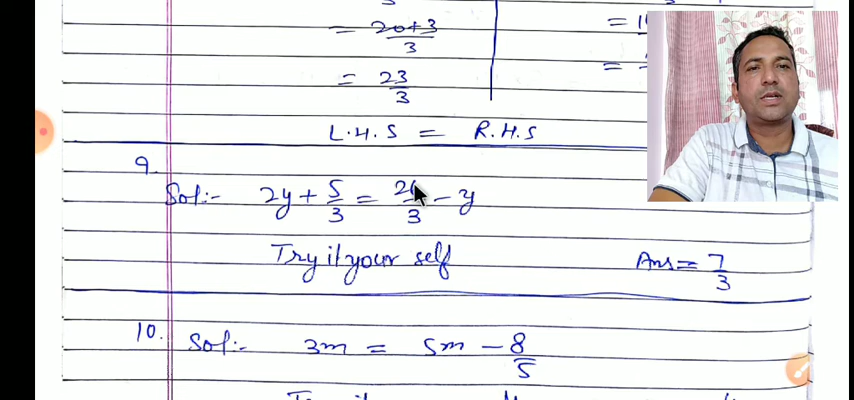 = 20+3/3
= 23/3
L.H.S = R.H.S
9.
Sol:- 2y + 5/3 = 26/3 - y
Try it your self Ans = 7/3
10.
Sol:- 3m = 5m - 8/5